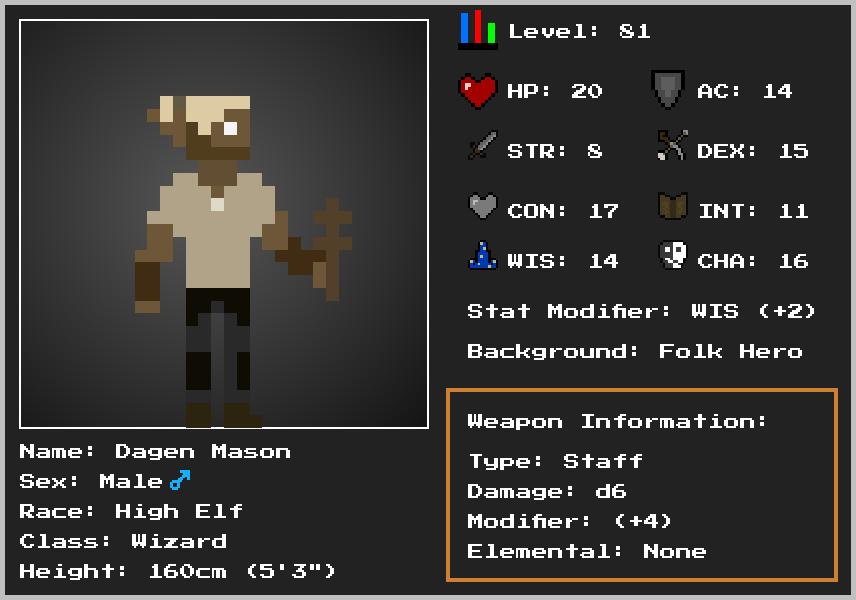 Level: 81
HP: 20 AC: 14
STR: 8 DEX: 15
CON: 17 INT: 11
WIS: 14 CHA: 16
Stat Modifier: WIS (+2)
Background: Folk Hero
Weapon Information:
Type: Staff
Damage: d6
Modifier: (+4)
Elemental: None
Name: Dagen Mason
Sex: Male ♂
Race: High Elf
Class: Wizard
Height: 160cm (5'3")